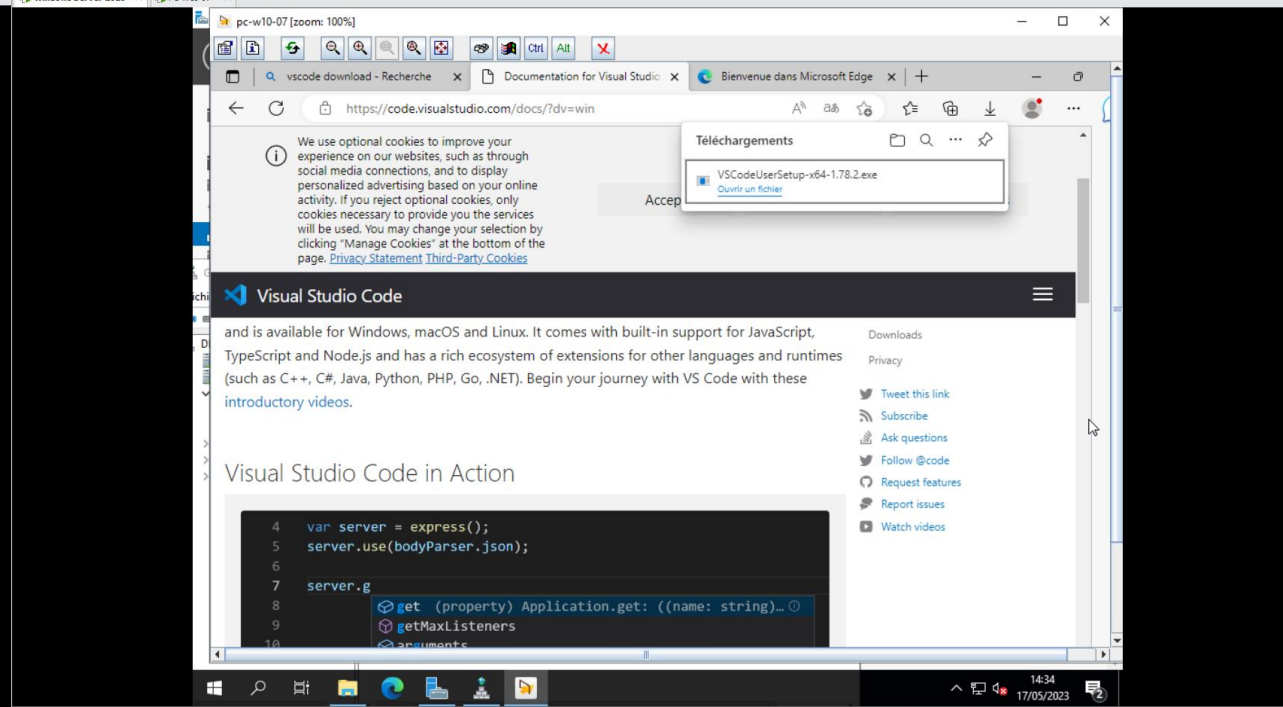 pc-w10-07 [zoom: 100%]
Ctrl Alt
vscode download - Recherche
Documentation for Visual Studio
Bienvenue dans Microsoft Edge
https://code.visualstudio.com/docs/?dv=win
We use optional cookies to improve your
experience on our websites, such as through
social media connections, and to display
personalized advertising based on your online
activity. If you reject optional cookies, only
cookies necessary to provide you the services
will be used. You may change your selection by
clicking "Manage Cookies" at the bottom of the
page. Privacy Statement Third-Party Cookies
Accep
Téléchargements
VSCodeUserSetup-x64-1.78.2.exe
Ouvrir un fichier
Visual Studio Code
and is available for Windows, macOS and Linux. It comes with built-in support for JavaScript,
TypeScript and Node.js and has a rich ecosystem of extensions for other languages and runtimes
(such as C++, C#, Java, Python, PHP, Go, .NET). Begin your journey with VS Code with these
introductory videos.
Downloads
Privacy
Tweet this link
Subscribe
Ask questions
Follow @code
Request features
Report issues
Watch videos
Visual Studio Code in Action
4 var server = express();
5 server.use(bodyParser.json);
6
7 server.g
8 get (property) Application.get: ((name: string)…
9 getMaxListeners
10 arguments
14:34
17/05/2023
2